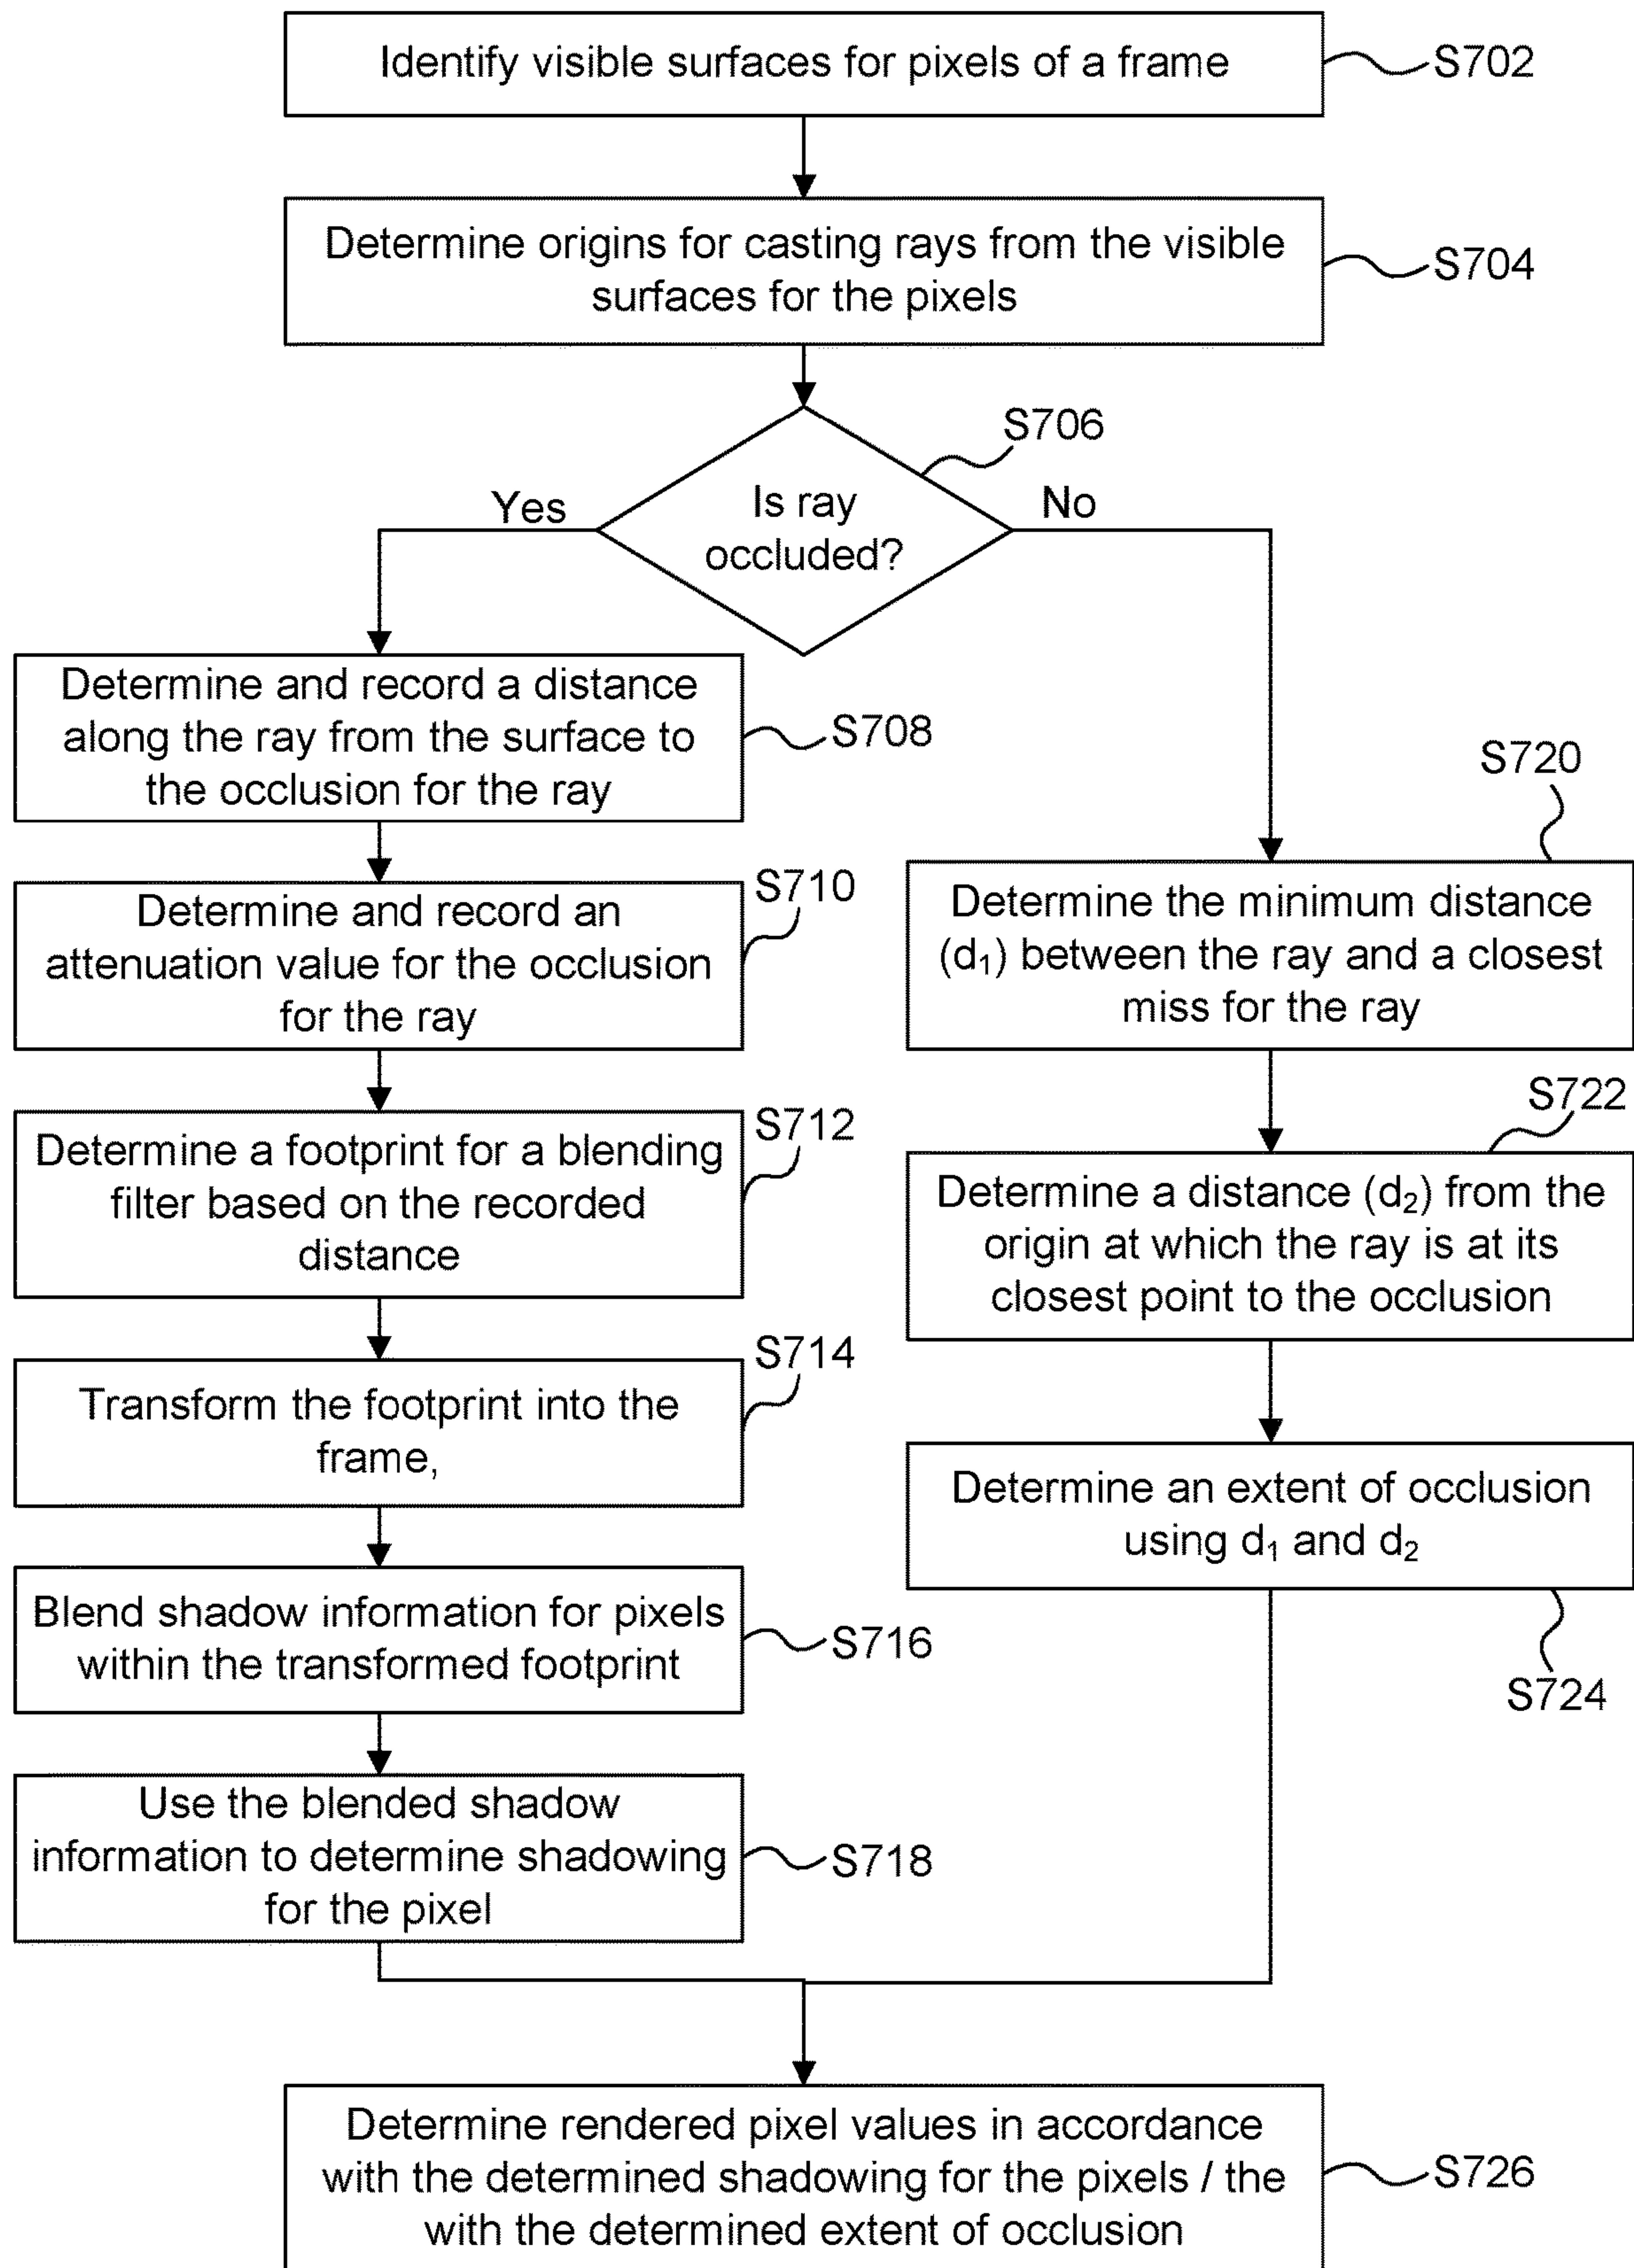 Identify visible surfaces for pixels of a frame
S702
Determine origins for casting rays from the visible
surfaces for the pixels
S704
S706
Is ray
occluded?
Yes
No
Determine and record a distance
along the ray from the surface to
the occlusion for the ray
S708
Determine and record an
attenuation value for the occlusion
for the ray
S710
Determine a footprint for a blending
filter based on the recorded
distance
S712
Transform the footprint into the
frame,
S714
Blend shadow information for pixels
within the transformed footprint
S716
Use the blended shadow
information to determine shadowing
for the pixel
S718
S720
Determine the minimum distance
(d₁) between the ray and a closest
miss for the ray
S722
Determine a distance (d₂) from the
origin at which the ray is at its
closest point to the occlusion
Determine an extent of occlusion
using d₁ and d₂
S724
Determine rendered pixel values in accordance
with the determined shadowing for the pixels / the
with the determined extent of occlusion
S726